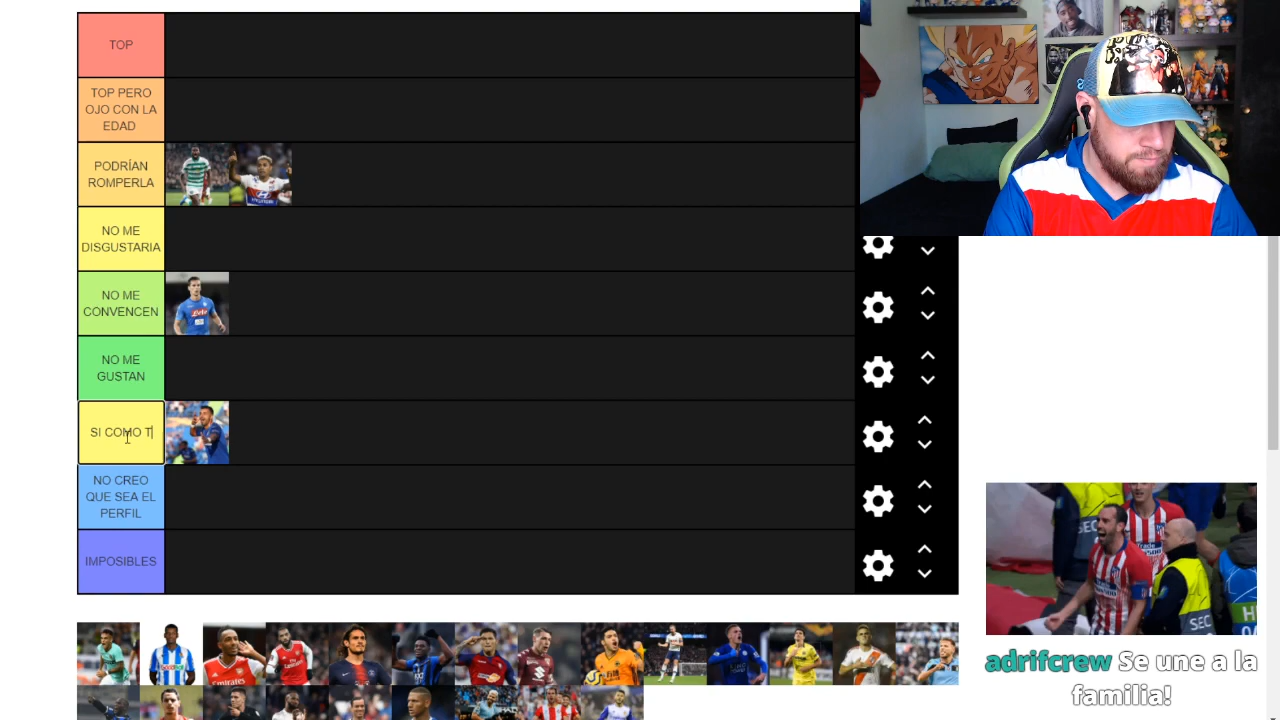 TOP
TOP PERO
OJO CON LA
EDAD
PODRÍAN
ROMPERLA
NO ME
DISGUSTARIA
NO ME
CONVENCEN
NO ME
GUSTAN
SI COMO T
NO CREO
QUE SEA EL
PERFIL
IMPOSIBLES
adrifcrew Se une a la
familia!